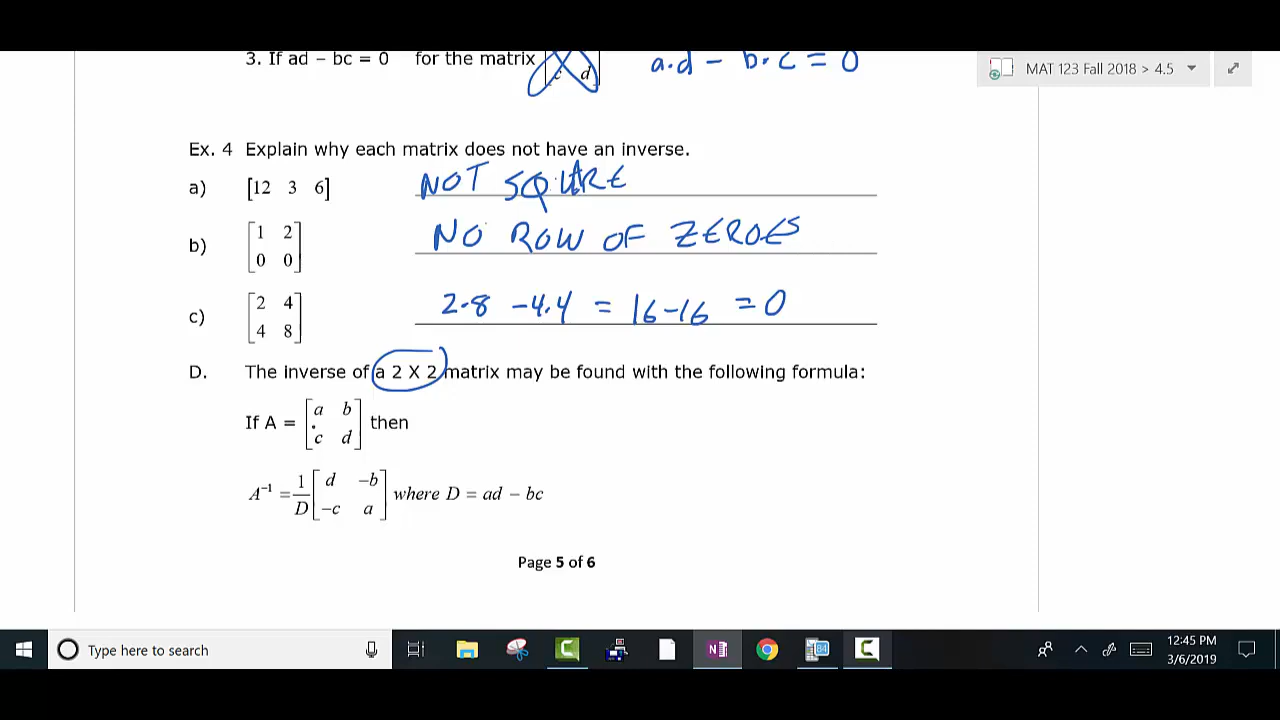 3. If ad − bc = 0 for the matrix [c d] a·d − b·c = 0
MAT 123 Fall 2018 > 4.5
Ex. 4 Explain why each matrix does not have an inverse.
a) [12 3 6] NOT SQUARE
b) [1 2 NO ROW OF ZEROES
0 0]
c) [2 4 2·8 − 4·4 = 16 − 16 = 0
4 8]
D. The inverse of a 2 X 2 matrix may be found with the following formula:
If A = [a b
c d] then
A⁻¹ = 1/D [d −b
−c a] where D = ad − bc
Page 5 of 6
Type here to search
12:45 PM
3/6/2019